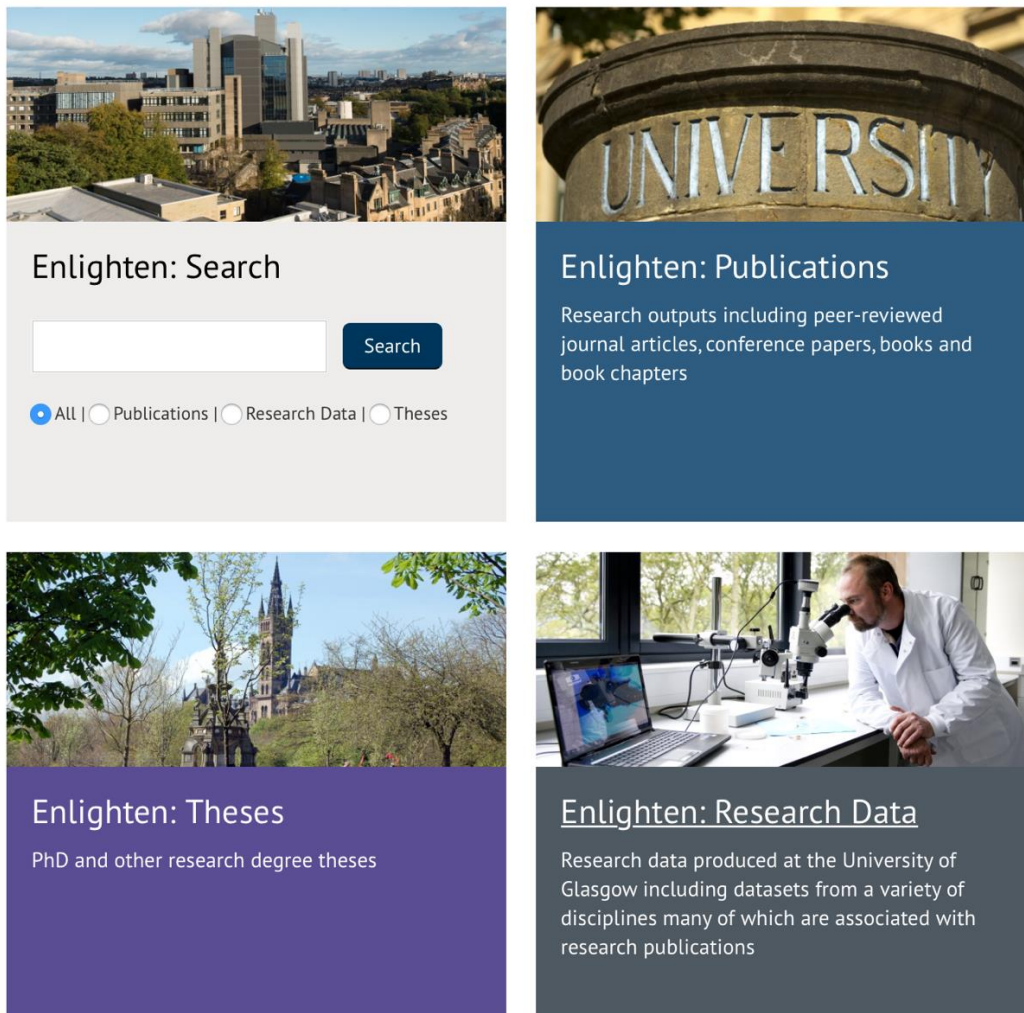 UNIVERSITY
Enlighten: Search
Search
All | Publications | Research Data | Theses
Enlighten: Publications
Research outputs including peer-reviewed
journal articles, conference papers, books and
book chapters
Enlighten: Theses
PhD and other research degree theses
Enlighten: Research Data
Research data produced at the University of
Glasgow including datasets from a variety of
disciplines many of which are associated with
research publications